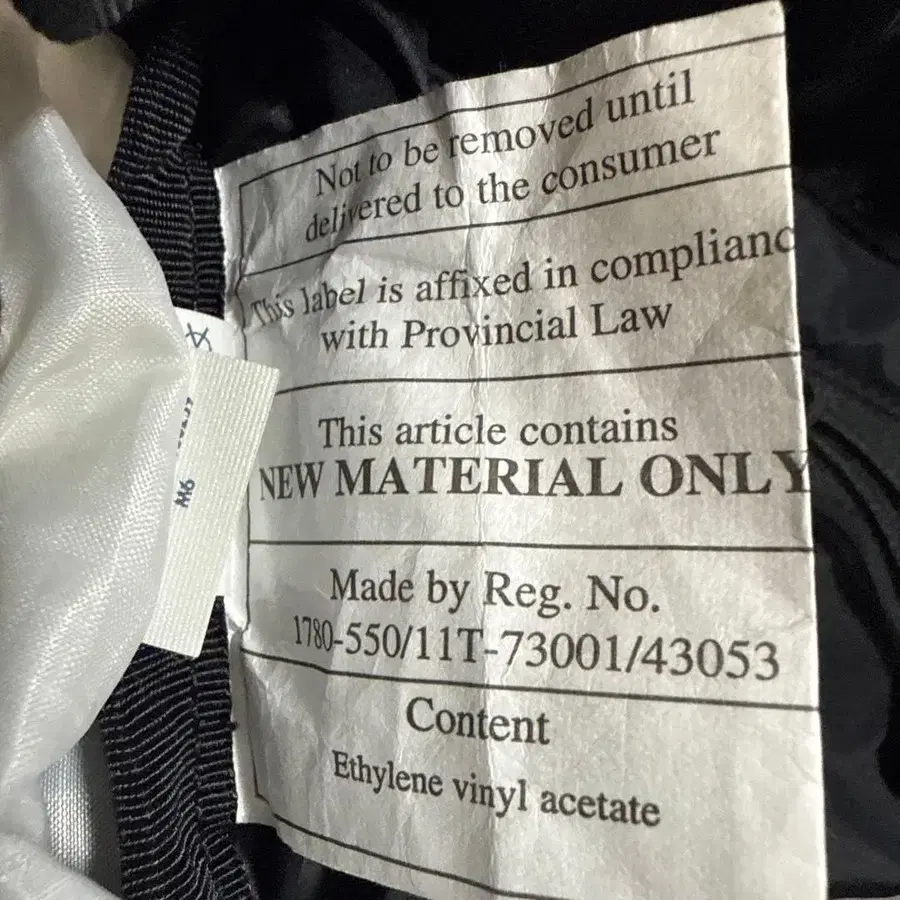 Not to be removed until
delivered to the consumer
This label is affixed in complianc
with Provincial Law
This article contains
NEW MATERIAL ONLY
Made by Reg. No.
1780-550/11T-73001/43053
Content
Ethylene vinyl acetate
M6